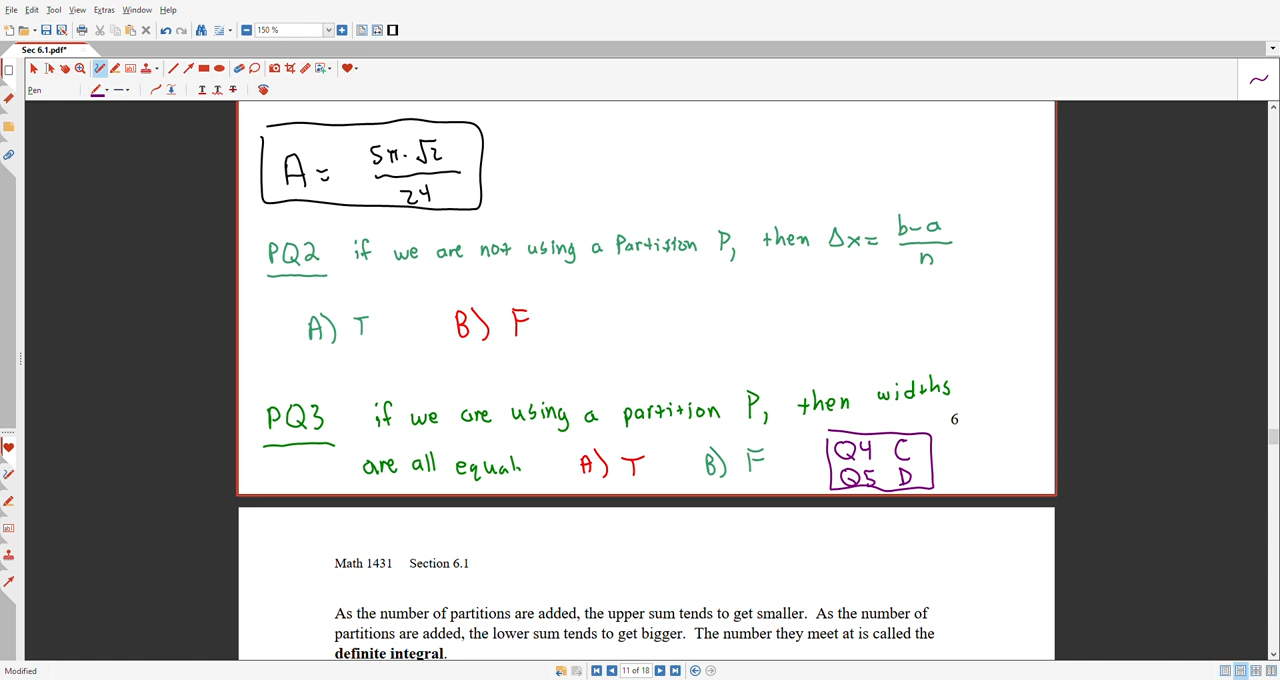 File Edit Tool View Extras Window Help
150 %
Sec 6.1.pdf*
Pen
A = 5π·√2 / 24
PQ2 if we are not using a Partision P, then Δx = b-a / n
A) T B) F
PQ3 if we are using a partition P, then widths
6
are all equal. A) T B) F
Q4 C
Q5 D
Math 1431 Section 6.1
As the number of partitions are added, the upper sum tends to get smaller. As the number of
partitions are added, the lower sum tends to get bigger. The number they meet at is called the
definite integral.
Modified
11 of 18